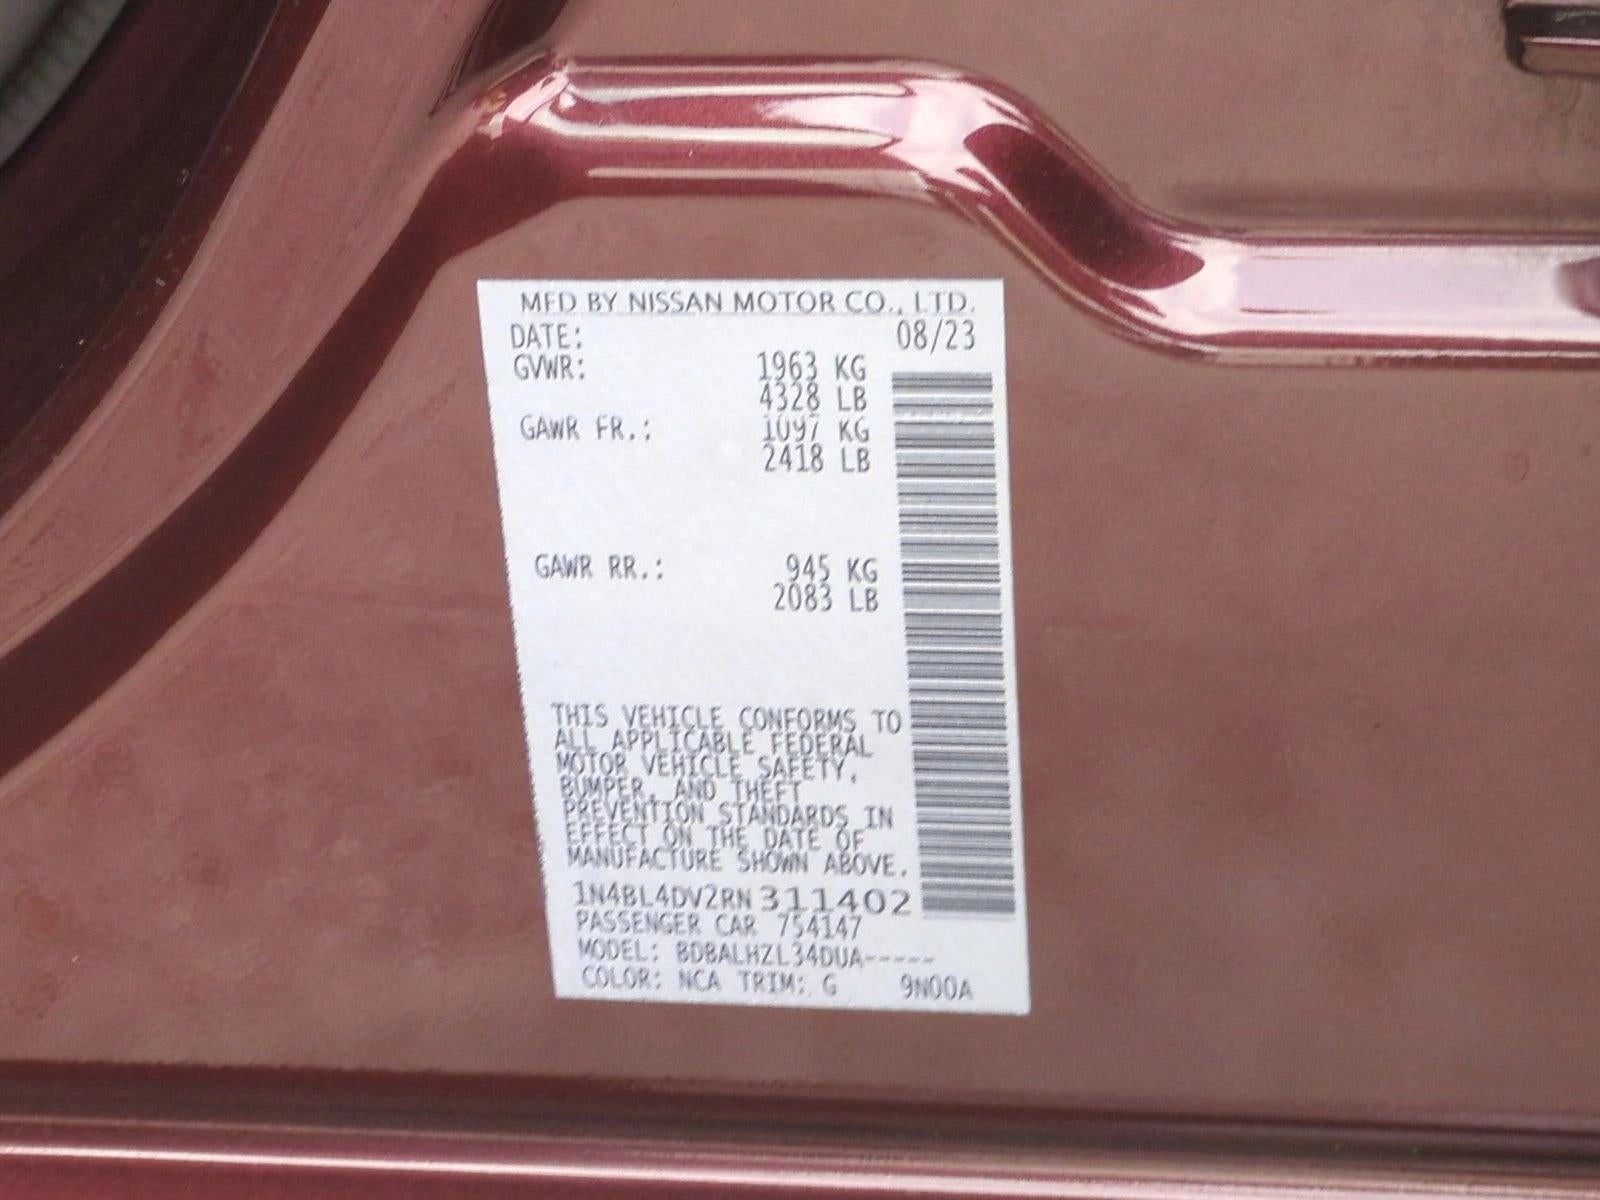 MFD BY NISSAN MOTOR CO., LTD.
DATE: 08/23
GVWR: 1963 KG
4328 LB
GAWR FR.: 1097 KG
2418 LB
GAWR RR.: 945 KG
2083 LB
THIS VEHICLE CONFORMS TO
ALL APPLICABLE FEDERAL
MOTOR VEHICLE SAFETY,
BUMPER, AND THEFT
PREVENTION STANDARDS IN
EFFECT ON THE DATE OF
MANUFACTURE SHOWN ABOVE.
1N4BL4DV2RN311402
PASSENGER CAR 754147
MODEL: BDBALHZL34DUA-----
COLOR: NCA TRIM: G 9N00A